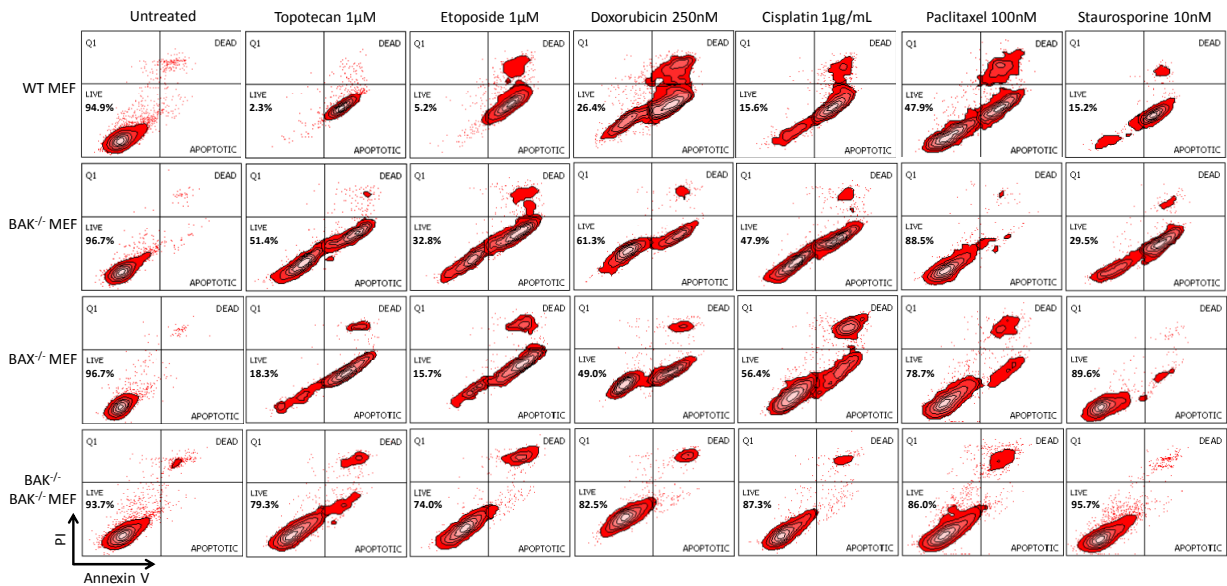 Untreated Topotecan 1µM Etoposide 1µM Doxorubicin 250nM Cisplatin 1µg/mL Paclitaxel 100nM Staurosporine 10nM
WT MEF
Q1 DEAD Q1 DEAD Q1 DEAD Q1 DEAD Q1 DEAD Q1 DEAD Q1 DEAD
LIVE LIVE LIVE LIVE LIVE LIVE LIVE
94.9% 2.3% 5.2% 26.4% 15.6% 47.9% 15.2%
APOPTOTIC APOPTOTIC APOPTOTIC APOPTOTIC APOPTOTIC APOPTOTIC APOPTOTIC
BAK-/- MEF
Q1 DEAD Q1 DEAD Q1 DEAD Q1 DEAD Q1 DEAD Q1 DEAD Q1 DEAD
LIVE LIVE LIVE LIVE LIVE LIVE LIVE
96.7% 51.4% 32.8% 61.3% 47.9% 88.5% 29.5%
APOPTOTIC APOPTOTIC APOPTOTIC APOPTOTIC APOPTOTIC APOPTOTIC APOPTOTIC
BAX-/- MEF
Q1 DEAD Q1 DEAD Q1 DEAD Q1 DEAD Q1 DEAD Q1 DEAD Q1 DEAD
LIVE LIVE LIVE LIVE LIVE LIVE LIVE
96.7% 18.3% 15.7% 49.0% 56.4% 78.7% 89.6%
APOPTOTIC APOPTOTIC APOPTOTIC APOPTOTIC APOPTOTIC APOPTOTIC APOPTOTIC
BAK-/-
BAK-/- MEF
Q1 DEAD Q1 DEAD Q1 DEAD Q1 DEAD Q1 DEAD Q1 DEAD Q1 DEAD
LIVE LIVE LIVE LIVE LIVE LIVE LIVE
93.7% 79.3% 74.0% 82.5% 87.3% 86.0% 95.7%
APOPTOTIC APOPTOTIC APOPTOTIC APOPTOTIC APOPTOTIC APOPTOTIC APOPTOTIC
PI
Annexin V